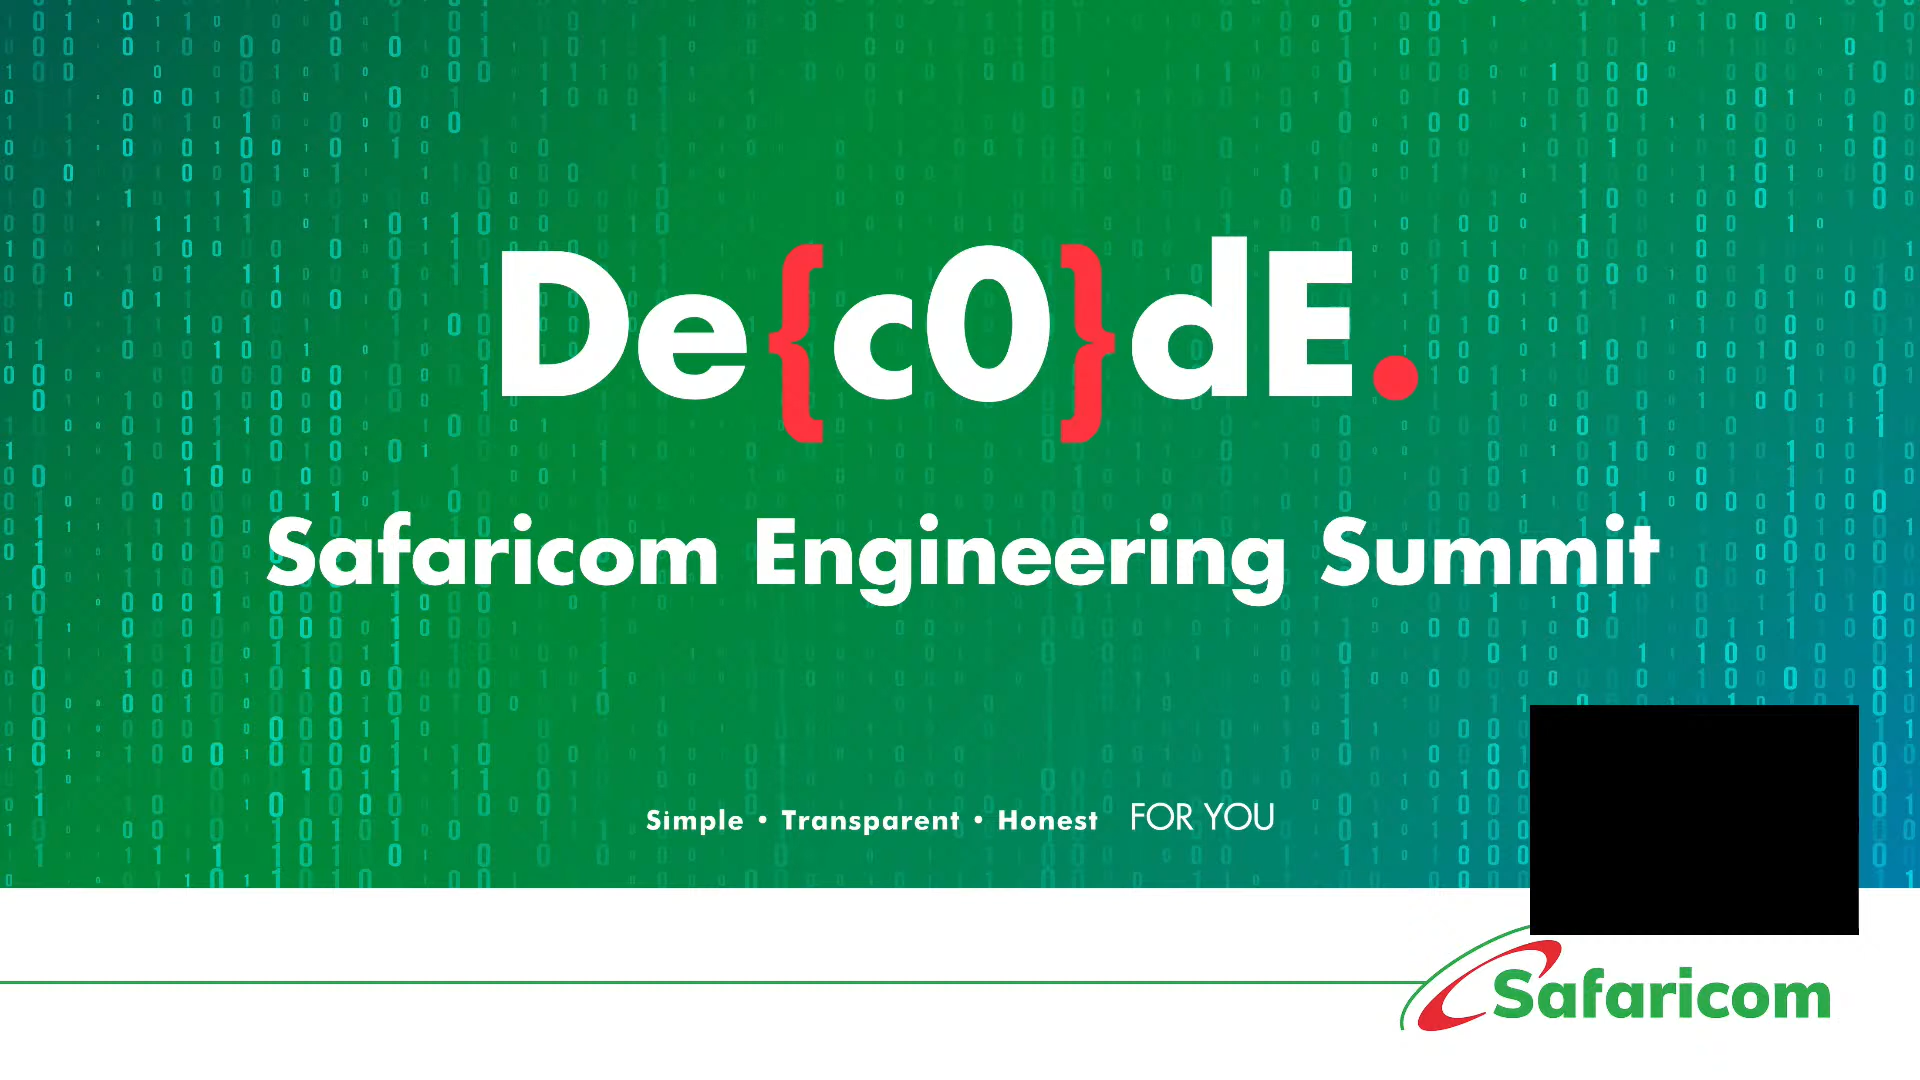 De{c0}dE.
Safaricom Engineering Summit
Simple • Transparent • Honest FOR YOU
Safaricom